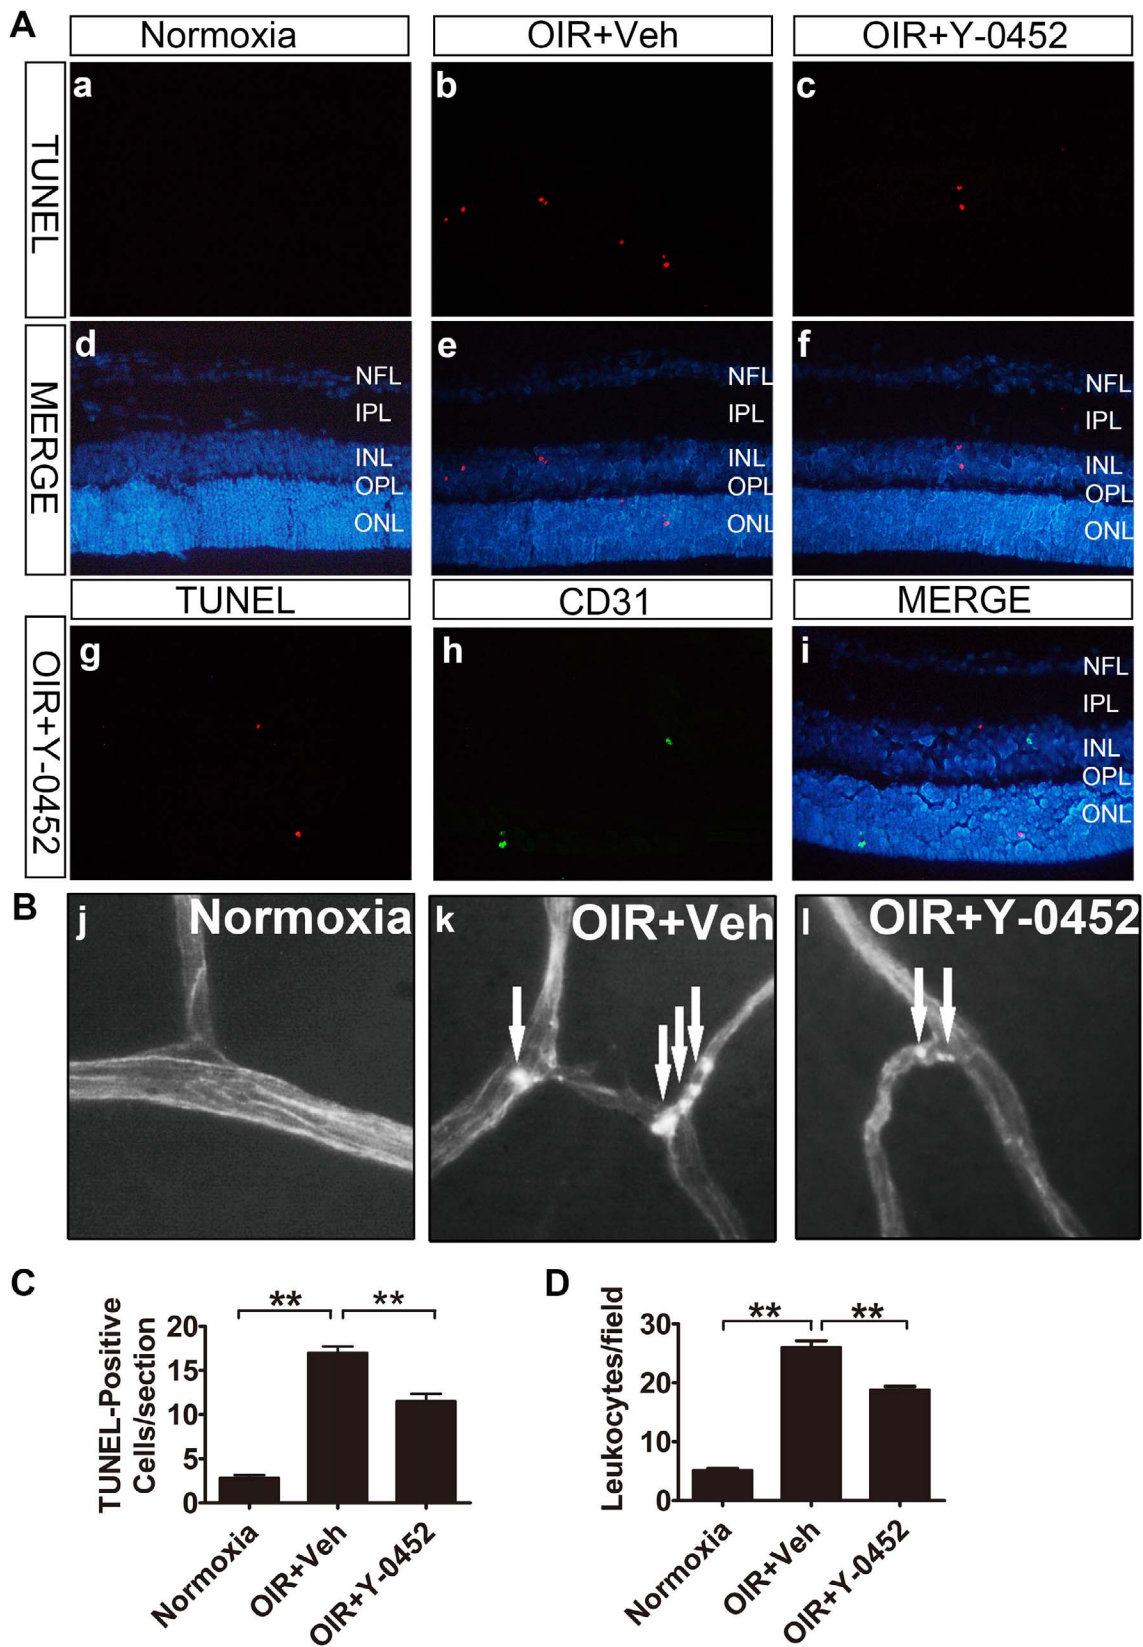 A
Normoxia
OIR+Veh
OIR+Y-0452
TUNEL
a
b
c
MERGE
d
NFL
IPL
INL
OPL
ONL
e
NFL
IPL
INL
OPL
ONL
f
NFL
IPL
INL
OPL
ONL
TUNEL
CD31
MERGE
OIR+Y-0452
g
h
i
NFL
IPL
INL
OPL
ONL
B
j
Normoxia
k
OIR+Veh
l
OIR+Y-0452
C
TUNEL-Positive
Cells/section
20
15
10
5
0
**
**
Normoxia
OIR+Veh
OIR+Y-0452
D
Leukocytes/field
30
20
10
0
**
**
Normoxia
OIR+Veh
OIR+Y-0452